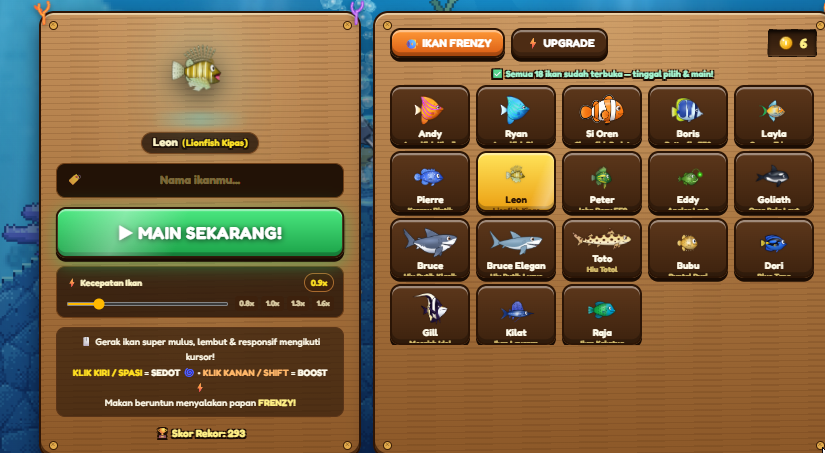 Leon (Lionfish Kipas)
Nama ikanmu...
▶ MAIN SEKARANG!
Kecepatan Ikan 0.9x
0.8x 1.0x 1.3x 1.6x
Gerak ikan super mulus, lembut & responsif mengikuti
kursor!
KLIK KIRI / SPASI = SEDOT 🌀 • KLIK KANAN / SHIFT = BOOST
⚡
Makan beruntun menyalakan papan FRENZY!
🏆 Skor Rekor: 293
IKAN FRENZY
⚡ UPGRADE
6
✅ Semua 18 ikan sudah terbuka — tinggal pilih & main!
Andy
Ryan
Si Oren
Boris
Layla
Pierre
Leon
Peter
Eddy
Goliath
Bruce
Bruce Elegan
Toto
Hiu Totol
Bubu
Dori
Gill
Kilat
Raja